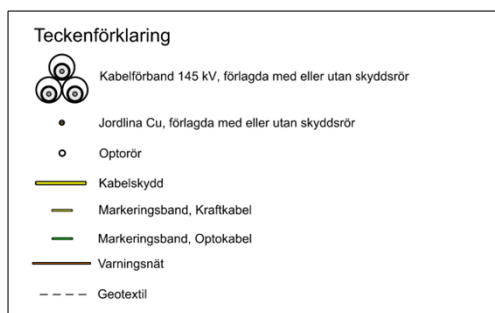 Teckenförklaring
Kabelförband 145 kV, förlagda med eller utan skyddsrör
Jordlina Cu, förlagda med eller utan skyddsrör
Optorör
Kabelskydd
Markeringsband, Kraftkabel
Markeringsband, Optokabel
Varningsnät
Geotextil